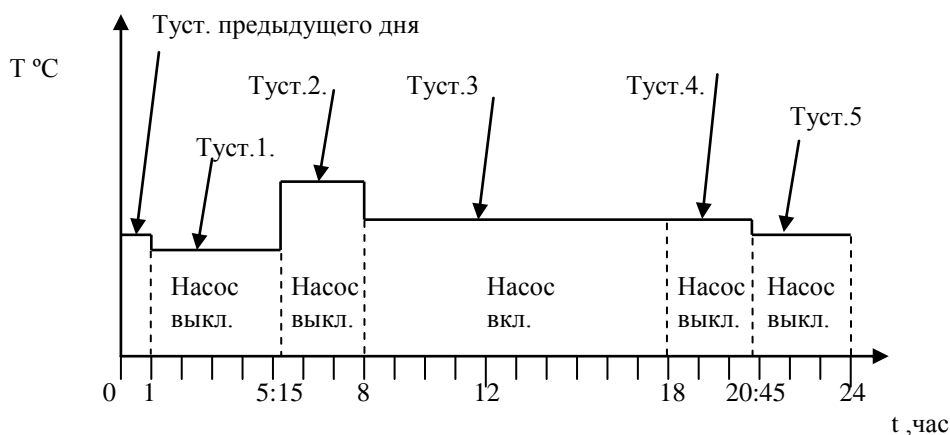 Туст. предыдущего дня
T ºC
Туст.2.
Туст.3
Туст.4.
Туст.5
Туст.1.
Насос
выкл.
Насос
выкл.
Насос
вкл.
Насос
выкл.
Насос
выкл.
0 1 5:15 8 12 18 20:45 24
t ,час